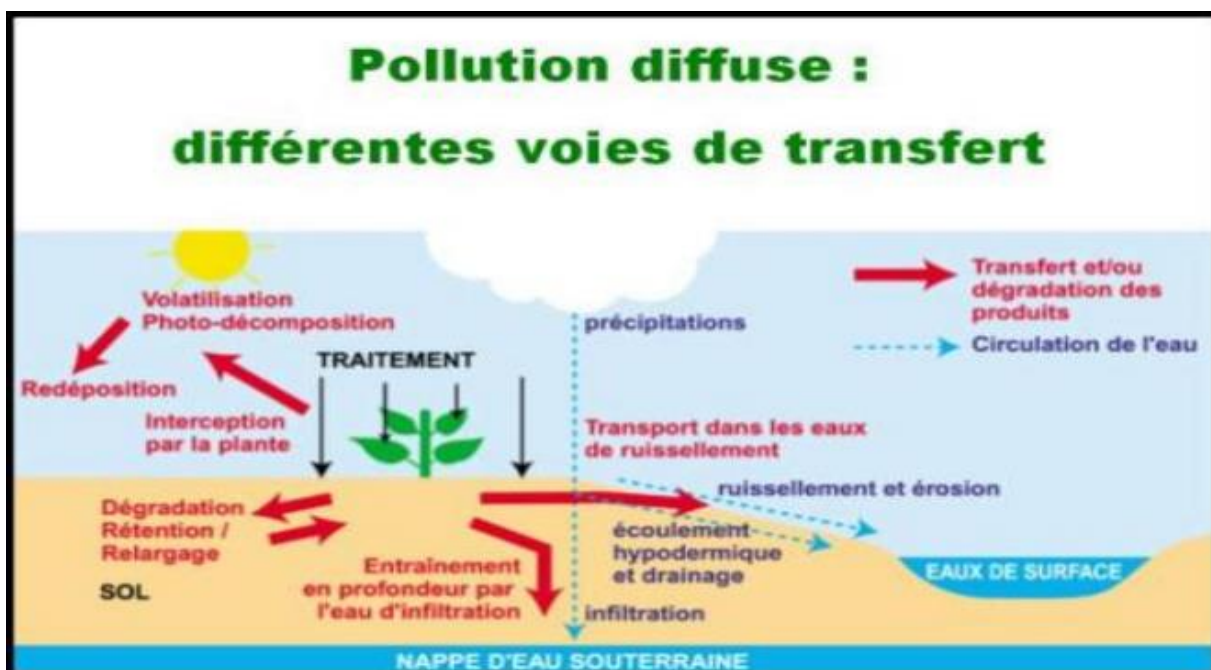 Pollution diffuse :
différentes voies de transfert
Volatilisation
Photo-décomposition
Redéposition
TRAITEMENT
Interception
par la plante
précipitations
Transfert et/ou
dégradation des
produits
Circulation de l'eau
Transport dans les eaux
de ruissellement
ruissellement et érosion
Dégradation
Rétention /
Relargage
SOL
Entraînement
en profondeur par
l'eau d'infiltration
écoulement
hypodermique
et drainage
infiltration
EAUX DE SURFACE
NAPPE D'EAU SOUTERRAINE